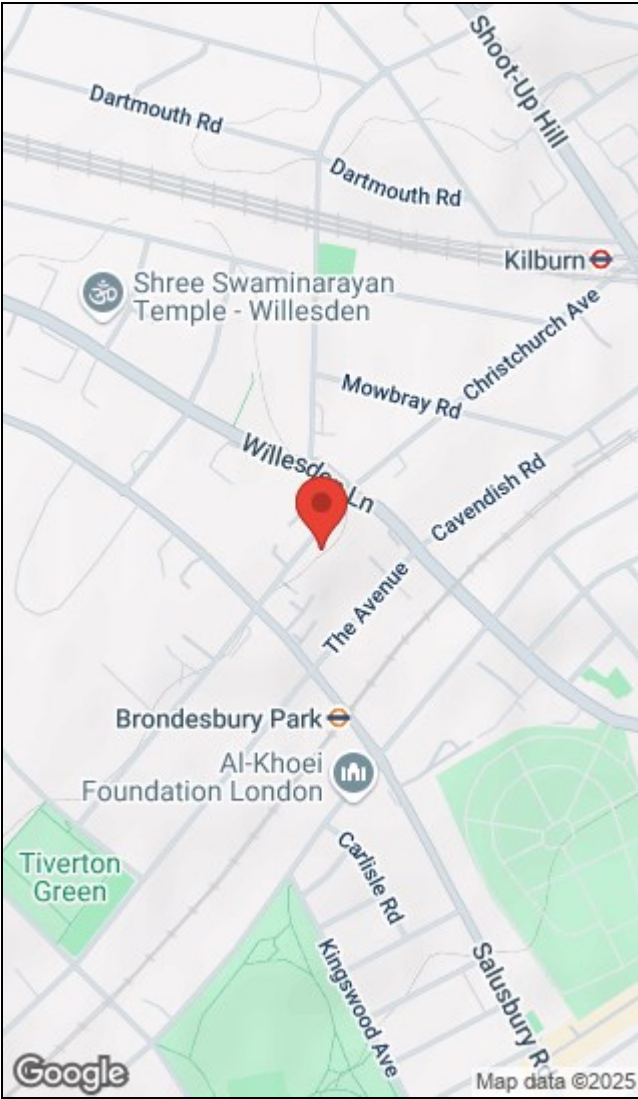 Shoot-Up Hill
Dartmouth Rd
Dartmouth Rd
Kilburn
Shree Swaminarayan
Temple - Willesden
Christchurch Ave
Mowbray Rd
Willesden Ln
Cavendish Rd
The Avenue
Brondesbury Park
Al-Khoei
Foundation London
Tiverton
Green
Carlisle Rd
Kingswood Ave
Salusbury Rd
Google
Map data ©2025